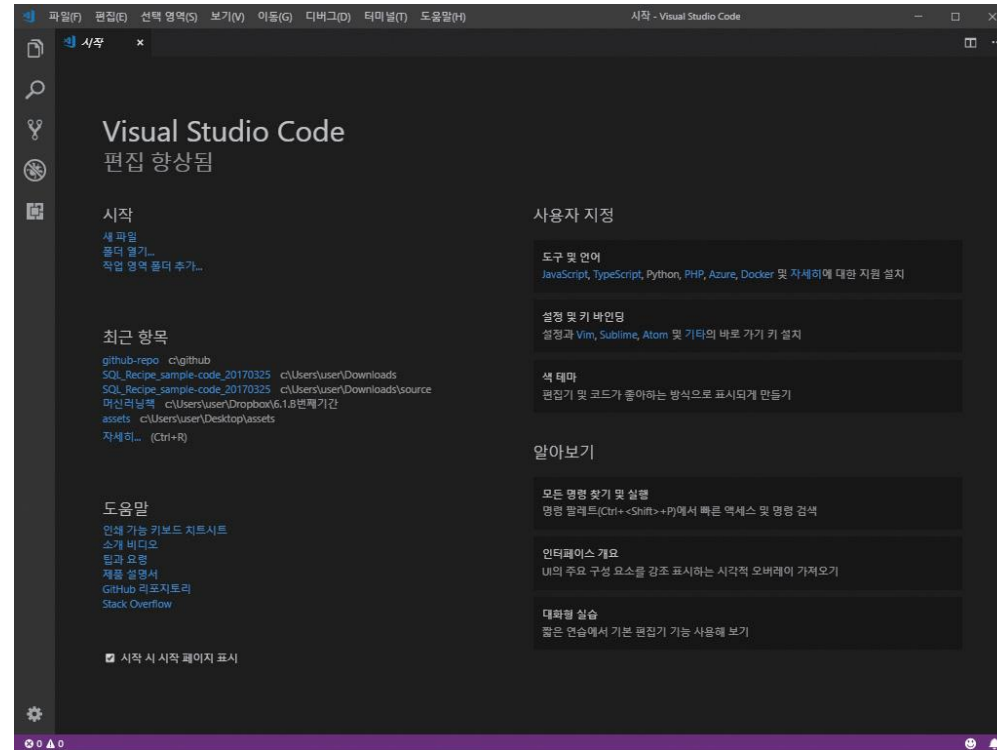 파일(F) 편집(E) 선택 영역(S) 보기(V) 이동(G) 디버그(D) 터미널(T) 도움말(H) 시작 - Visual Studio Code
시작
Visual Studio Code
편집 향상됨
시작
새 파일
폴더 열기...
작업 영역 폴더 추가...
최근 항목
github-repo c:\github
SQL_Recipe_sample-code_20170325 c:\Users\user\Downloads
SQL_Recipe_sample-code_20170325 c:\Users\user\Downloads\source
머신러닝책 c:\Users\user\Dropbox\6.1.B번째기간
assets c:\Users\user\Desktop\assets
자세히... (Ctrl+R)
도움말
인쇄 가능 키보드 치트시트
소개 비디오
팁과 요령
제품 설명서
GitHub 리포지토리
Stack Overflow
시작 시 시작 페이지 표시
사용자 지정
도구 및 언어
JavaScript, TypeScript, Python, PHP, Azure, Docker 및 자세히에 대한 지원 설치
설정 및 키 바인딩
설정과 Vim, Sublime, Atom 및 기타의 바로 가기 키 설치
색 테마
편집기 및 코드가 좋아하는 방식으로 표시되게 만들기
알아보기
모든 명령 찾기 및 실행
명령 팔레트(Ctrl+<Shift>+P)에서 빠른 액세스 및 명령 검색
인터페이스 개요
UI의 주요 구성 요소를 강조 표시하는 시각적 오버레이 가져오기
대화형 실습
짧은 연습에서 기본 편집기 기능 사용해 보기
0 0